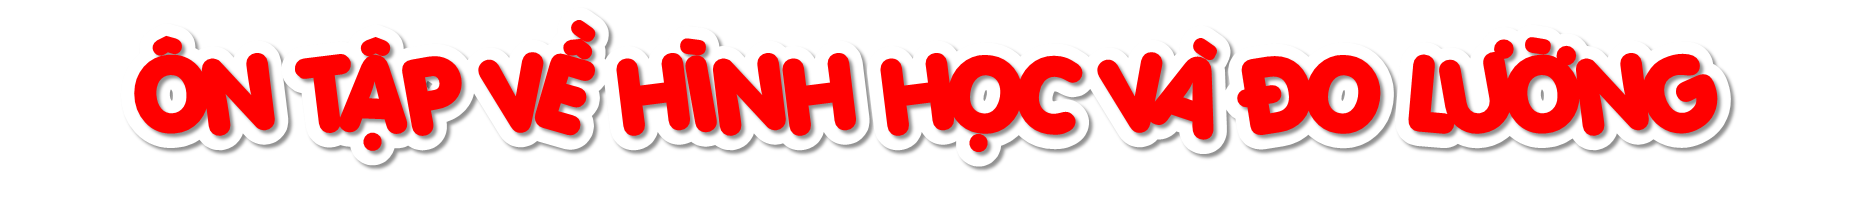 ÔN TẬP VỀ HÌNH HỌC VÀ ĐO LƯỜNG